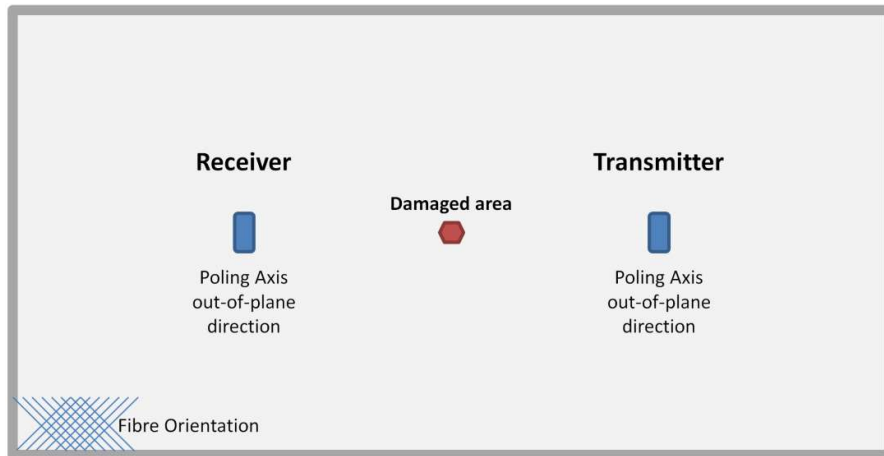 Receiver
Transmitter
Damaged area
Poling Axis
out-of-plane
direction
Poling Axis
out-of-plane
direction
Fibre Orientation